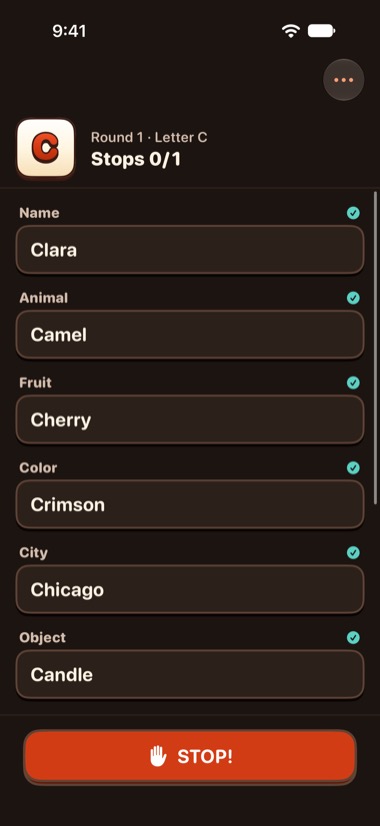 9:41
C
Round 1 · Letter C
Stops 0/1
Name
Clara
Animal
Camel
Fruit
Cherry
Color
Crimson
City
Chicago
Object
Candle
STOP!